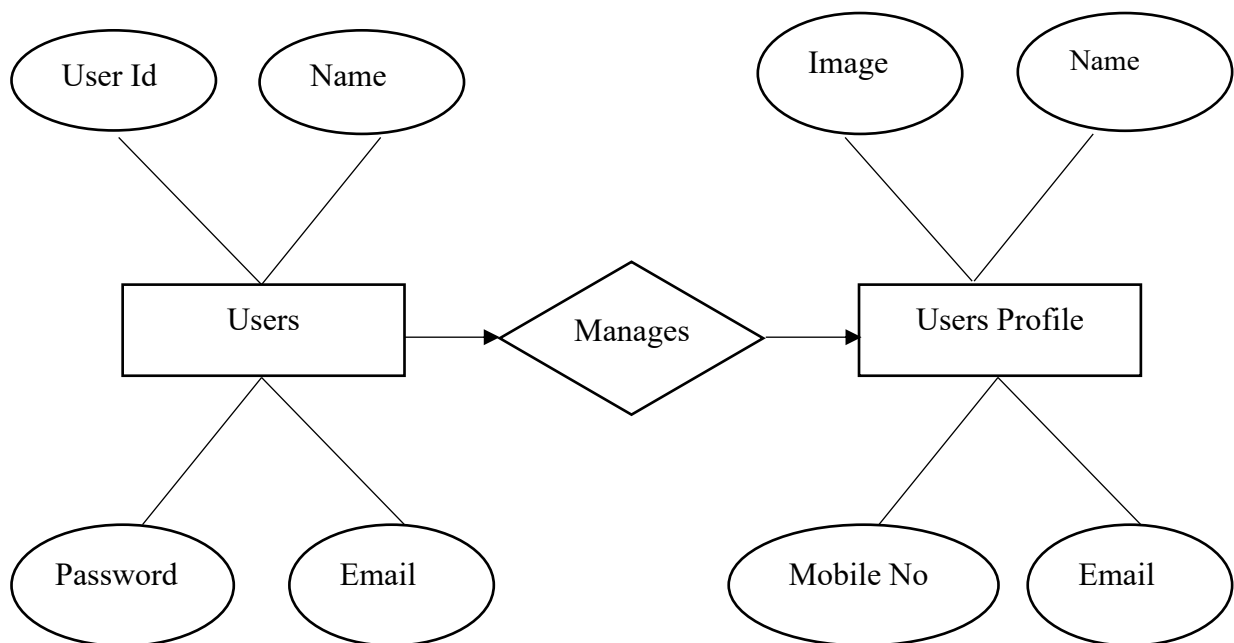 User Id
Name
Image
Name
Users
Manages
Users Profile
Password
Email
Mobile No
Email